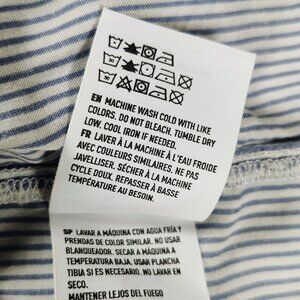 EN MACHINE WASH COLD WITH LIKE
COLORS. DO NOT BLEACH. TUMBLE DRY
LOW. COOL IRON IF NEEDED.
FR LAVER À LA MACHINE À L'EAU FROIDE
AVEC COULEURS SIMILAIRES. NE PAS
JAVELLISER. SÉCHER À LA MACHINE
CYCLE DOUX. REPASSER À BASSE
TEMPÉRATURE AU BESOIN.
SP LAVAR A MÁQUINA CON AGUA FRÍA Y
PRENDAS DE COLOR SIMILAR. NO USAR
BLANQUEADOR. SECAR A MÁQUINA EN
TEMPERATURA BAJA. USAR PLANCHA
TIBIA SI ES NECESARIO. NO LAVAR
EN SECO.
MANTENER LEJOS DEL FUEGO